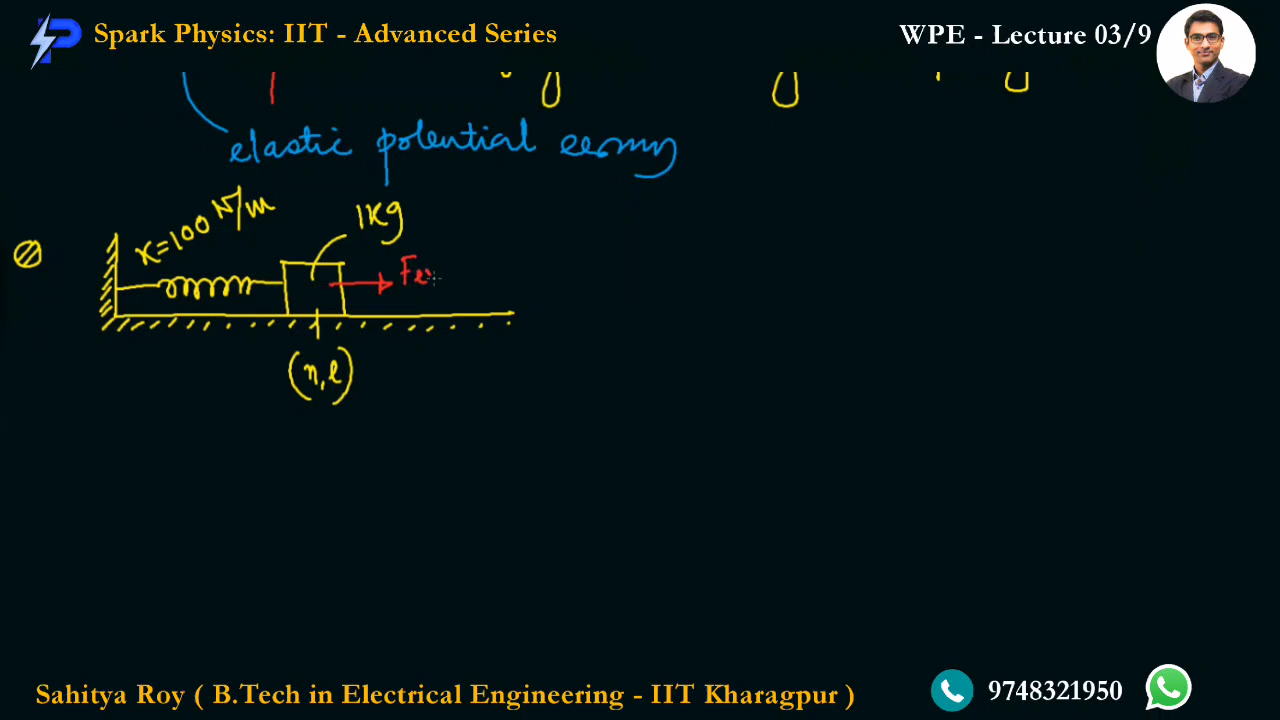 Spark Physics: IIT - Advanced Series
WPE - Lecture 03/9
elastic potential
K=100 N/m
1Kg
Fex
(n, l)
Sahitya Roy ( B.Tech in Electrical Engineering - IIT Kharagpur )
9748321950